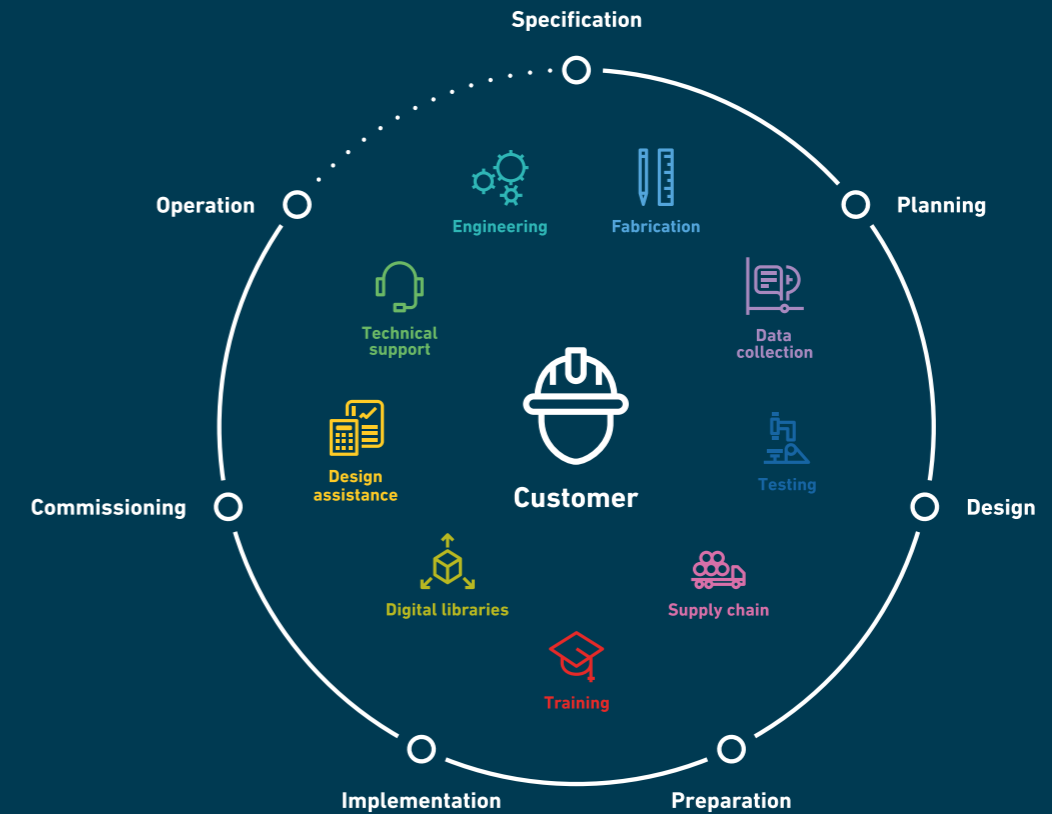 Specification
Operation
Planning
Engineering
Fabrication
Technical
support
Data
collection
Design
assistance
Customer
Testing
Commissioning
Design
Digital libraries
Supply chain
Training
Implementation
Preparation